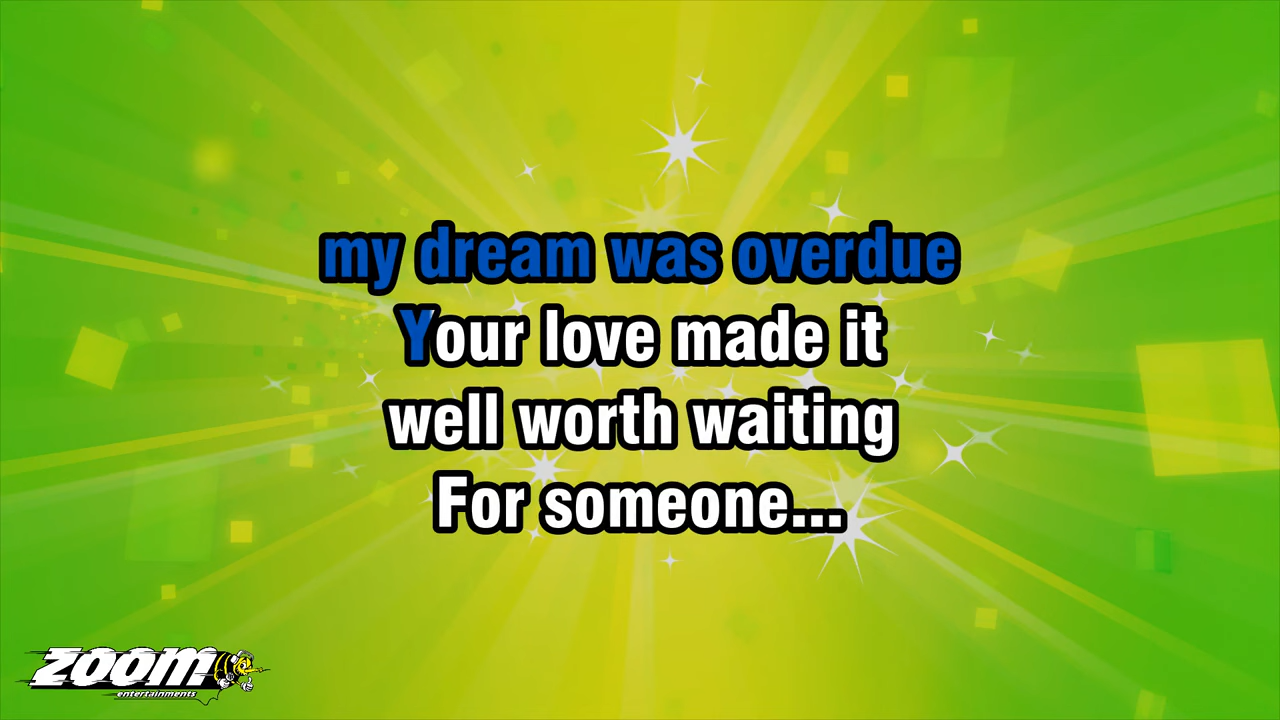 my dream was overdue
Your love made it
well worth waiting
For someone...
ZOOM
entertainments